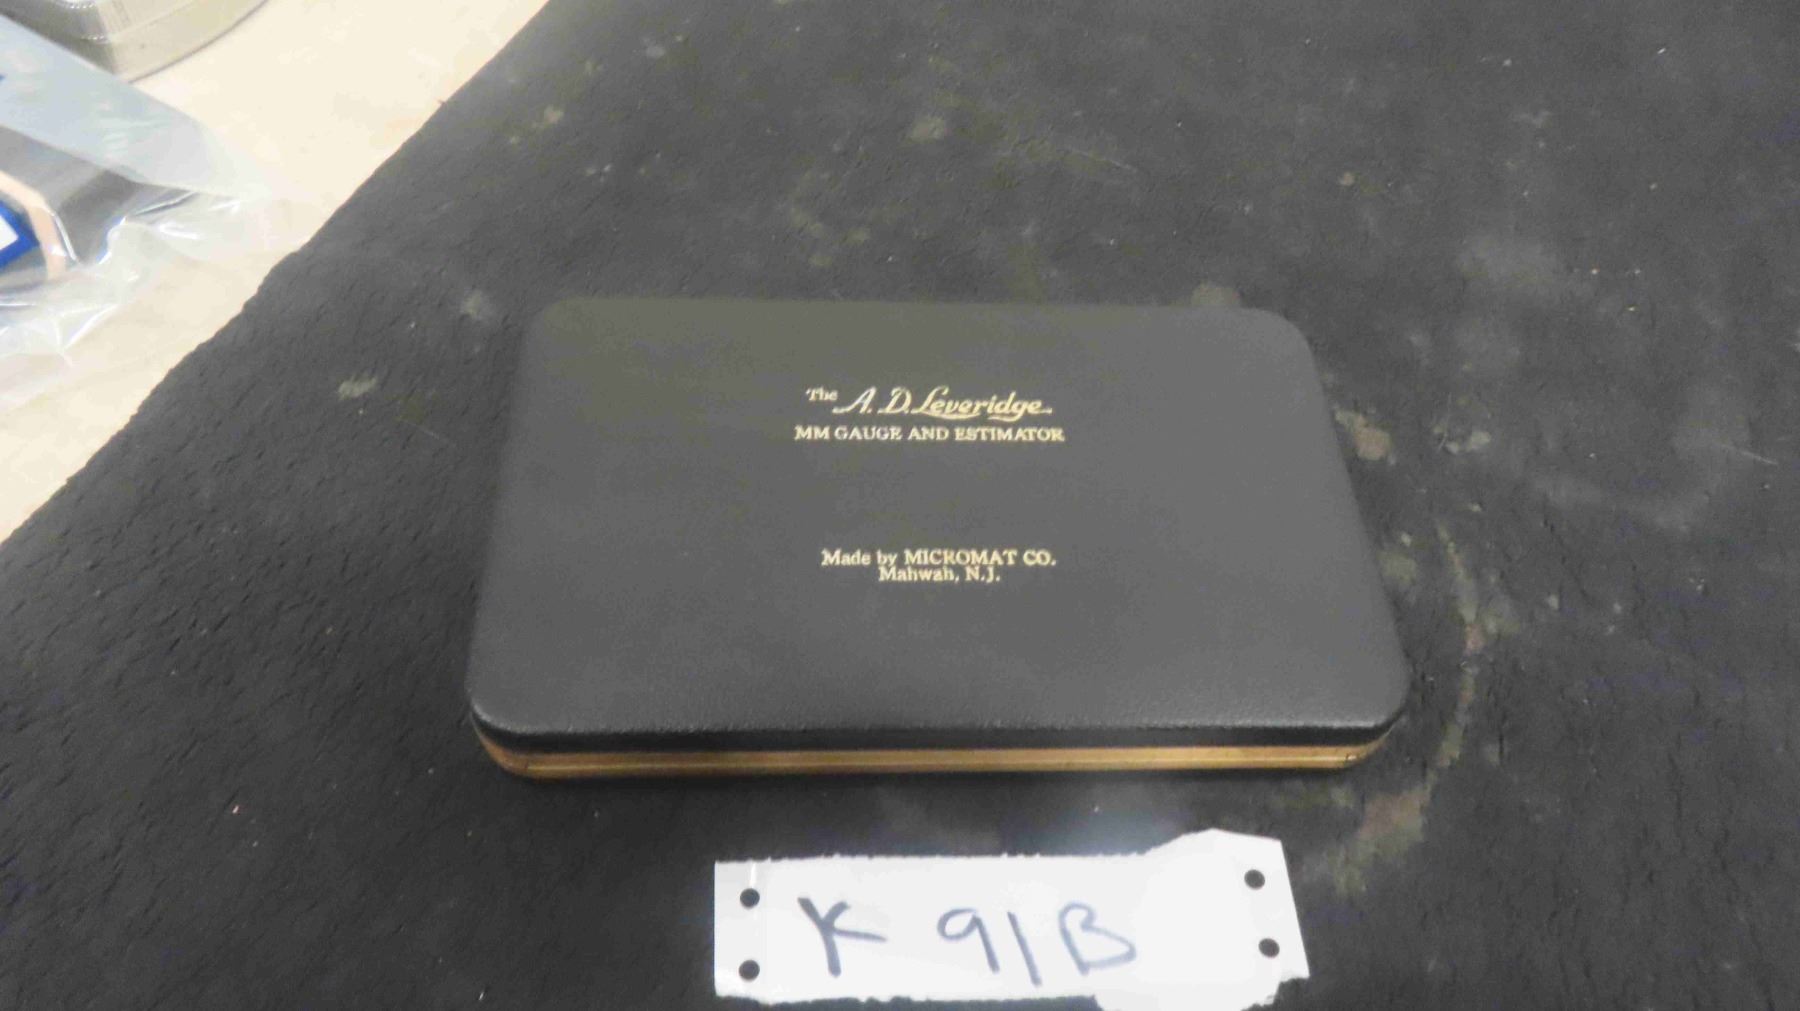 The A. D. Leveridge
MM GAUGE AND ESTIMATOR
Made by MICROMAT CO.
Mahwah, N.J.
K 91B